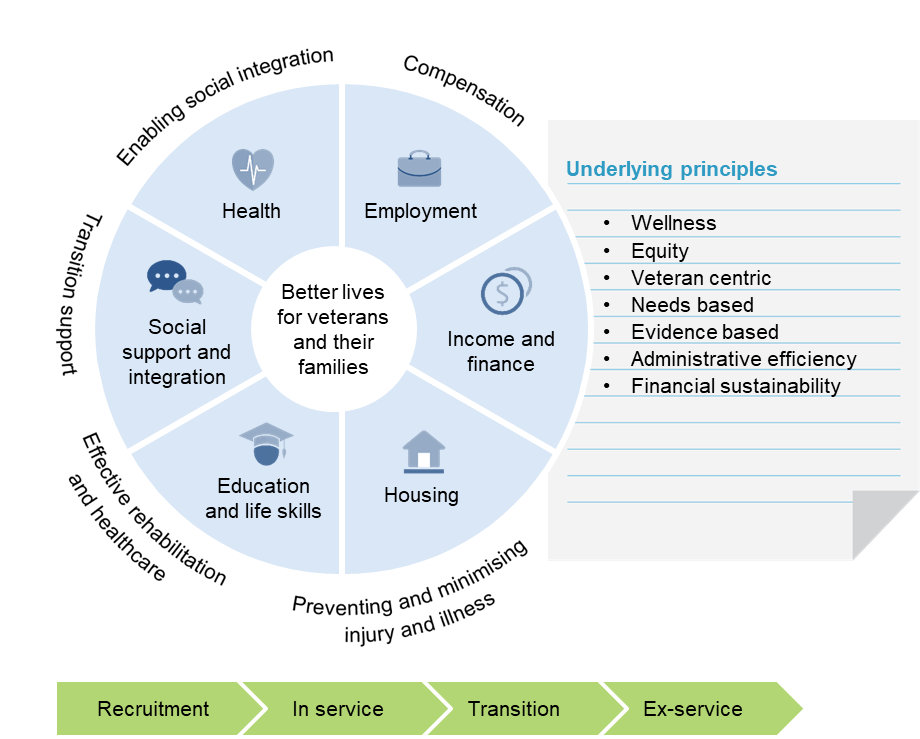 Enabling social integration
Compensation
Transition support
Effective rehabilitation
and healthcare
Preventing and minimising
injury and illness
Health
Employment
Social
support and
integration
Better lives
for veterans
and their
families
Income and
finance
Education
and life skills
Housing
Underlying principles
• Wellness
• Equity
• Veteran centric
• Needs based
• Evidence based
• Administrative efficiency
• Financial sustainability
Recruitment
In service
Transition
Ex-service